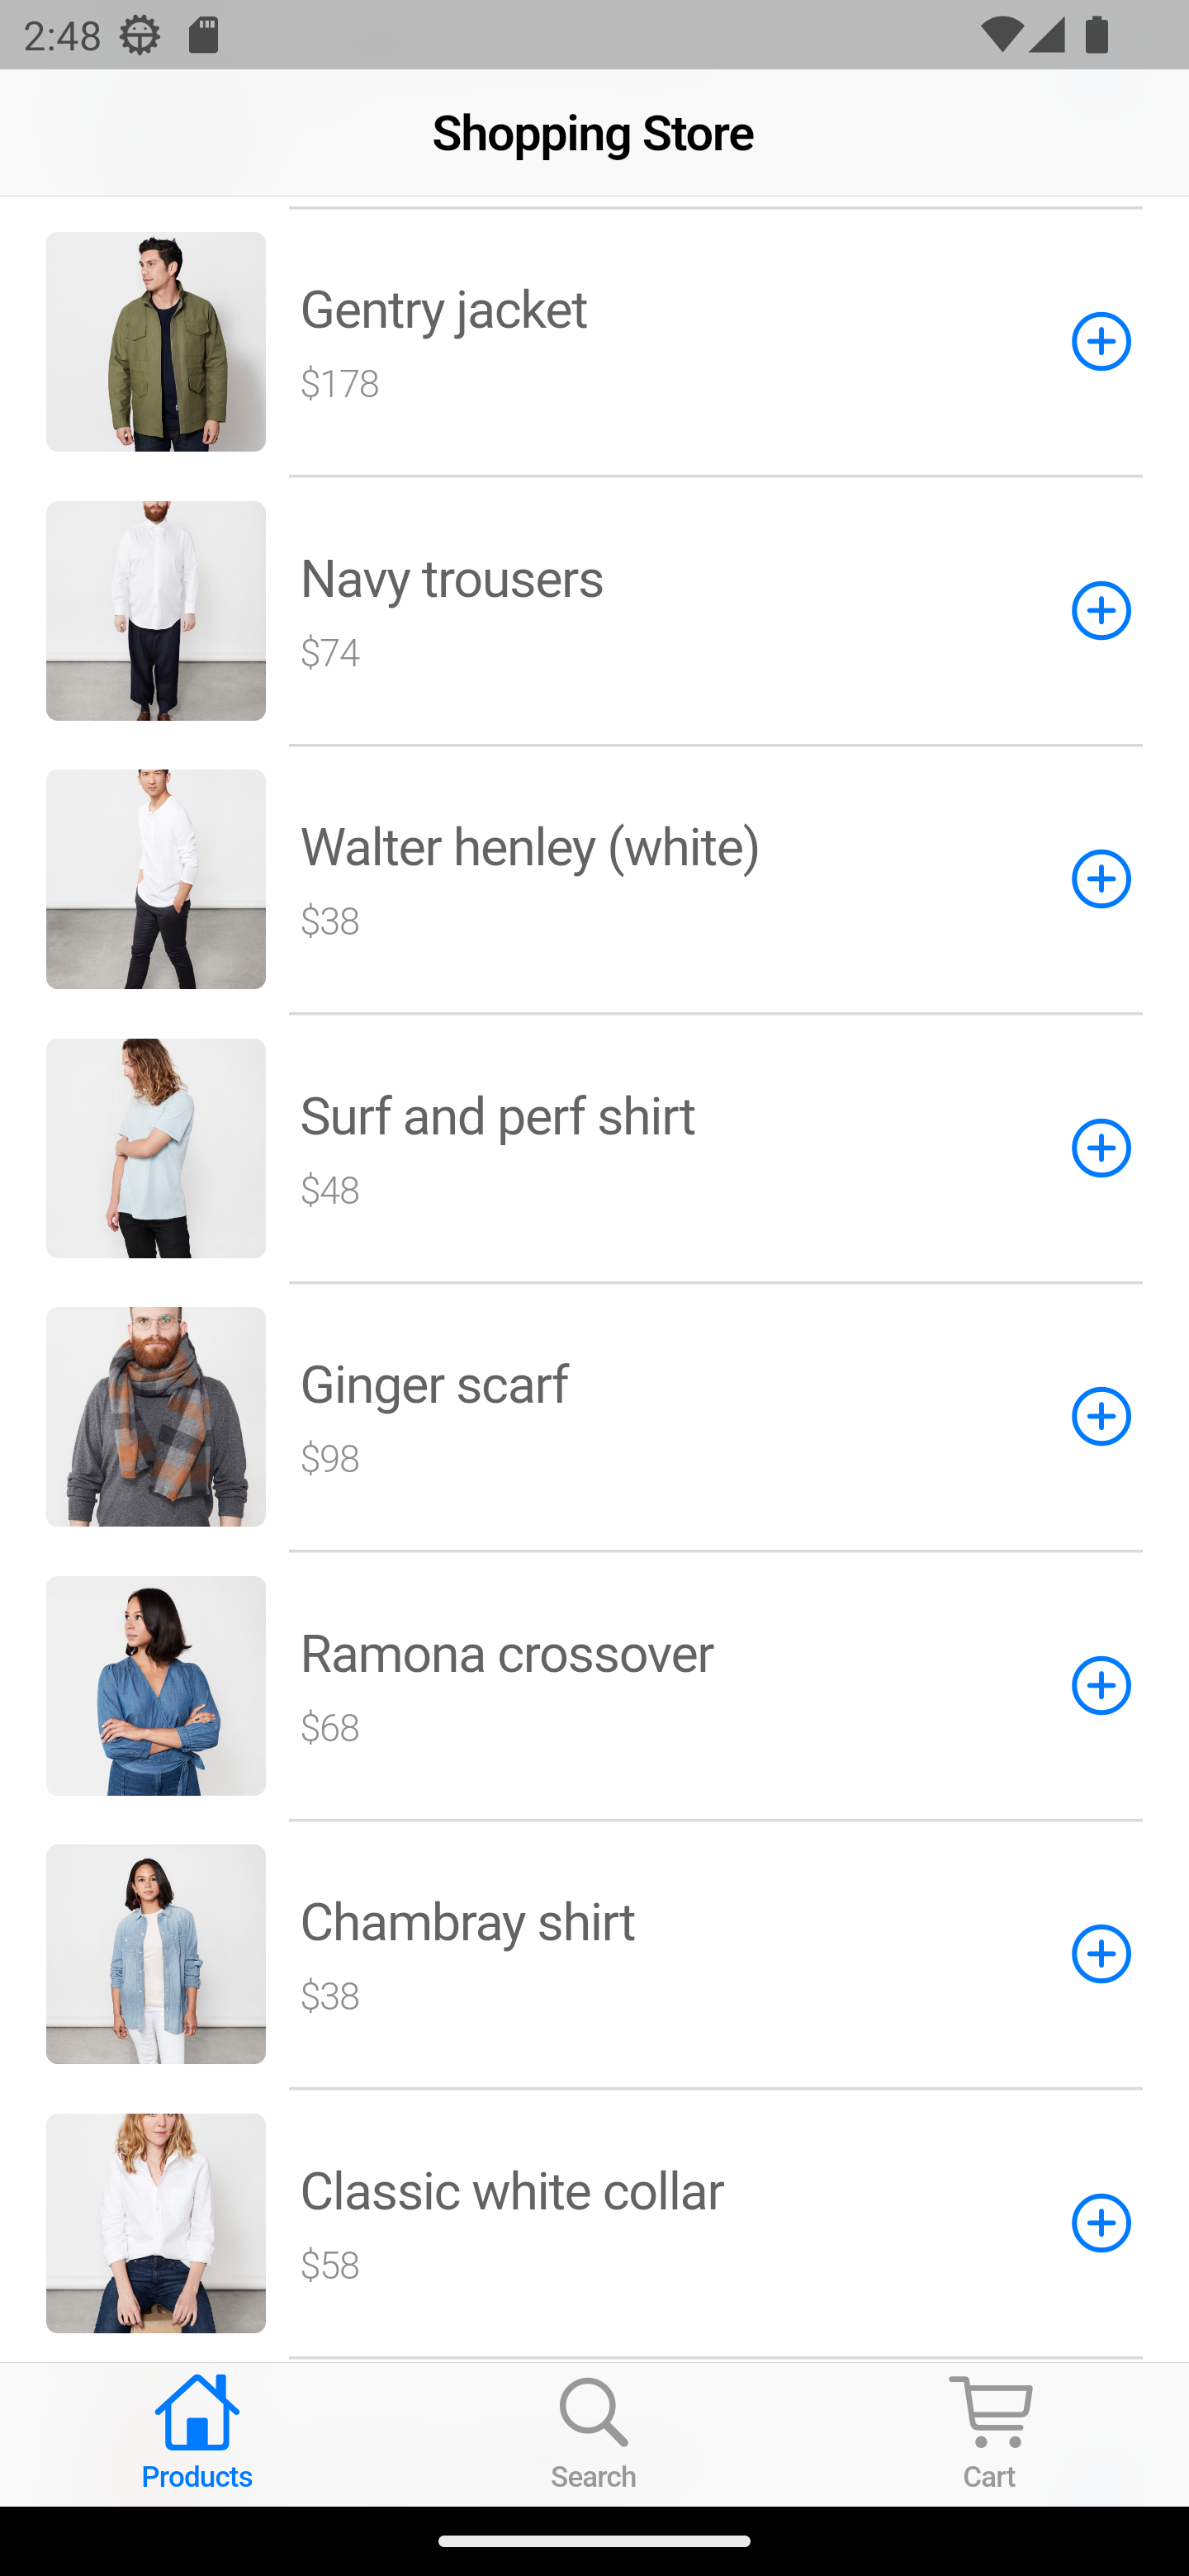 2:48
Shopping Store
Gentry jacket
$178
Navy trousers
$74
Walter henley (white)
$38
Surf and perf shirt
$48
Ginger scarf
$98
Ramona crossover
$68
Chambray shirt
$38
Classic white collar
$58
Products
Search
Cart